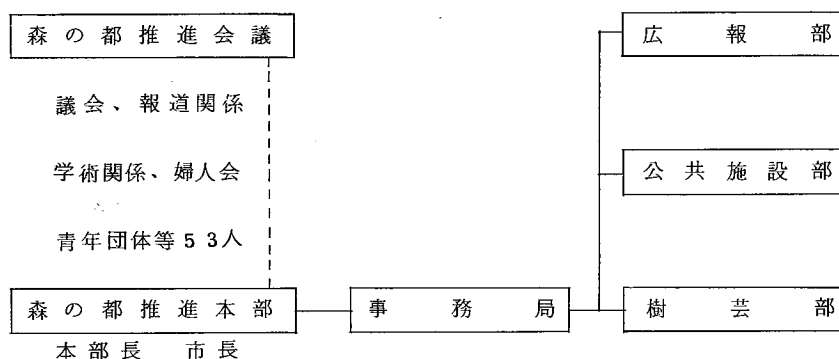 森の都推進会議
議会、報道関係
学術関係、婦人会
青年団体等53人
森の都推進本部
本部長 市長
事務局
広報部
公共施設部
樹芸部